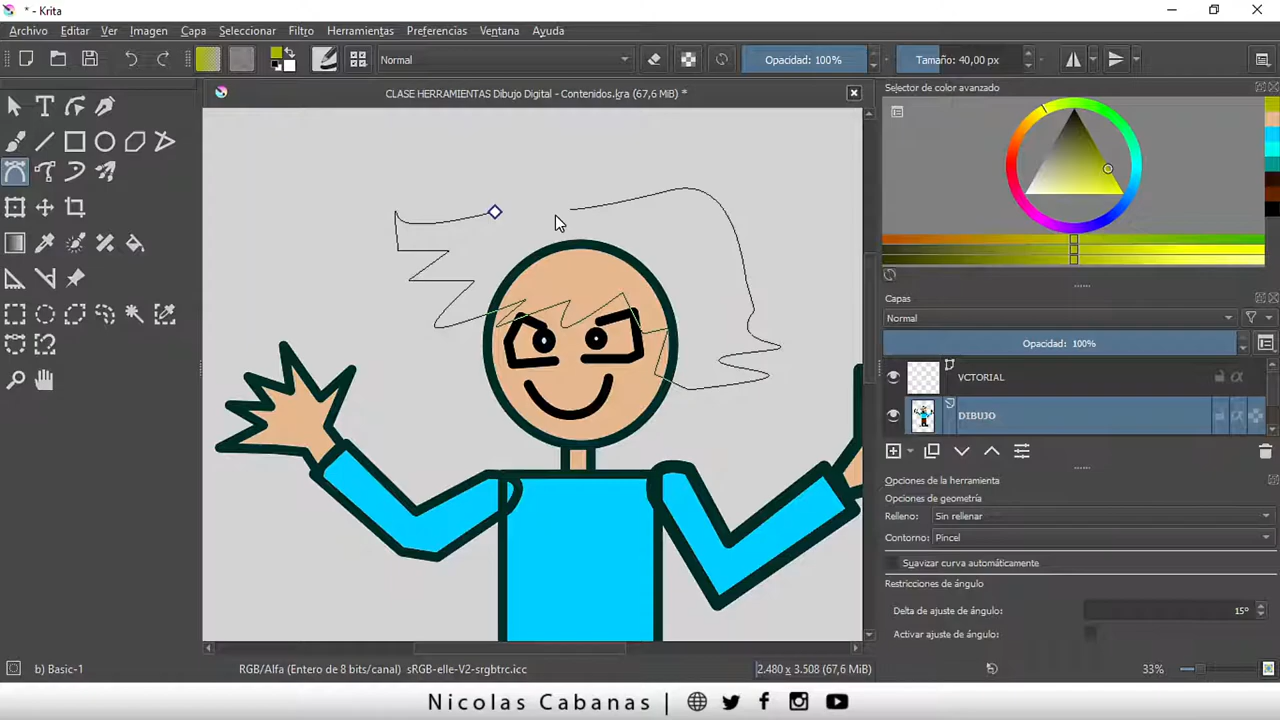 * - Krita
Archivo Editar Ver Imagen Capa Seleccionar Filtro Herramientas Preferencias Ventana Ayuda
Normal
Opacidad: 100%
Tamaño: 40,00 px
CLASE HERRAMIENTAS Dibujo Digital - Contenidos.kra (67,6 MiB) *
Selector de color avanzado
Capas
Normal
Opacidad: 100%
VCTORIAL
DIBUJO
Opciones de la herramienta
Opciones de geometría
Relleno: Sin rellenar
Contorno: Pincel
Suavizar curva automáticamente
Restricciones de ángulo
Delta de ajuste de ángulo: 15º
Activar ajuste de ángulo:
b) Basic-1
RGB/Alfa (Entero de 8 bits/canal) sRGB-elle-V2-srgbtrc.icc
2.480 x 3.508 (67,6 MiB)
33%
Nicolas Cabanas |